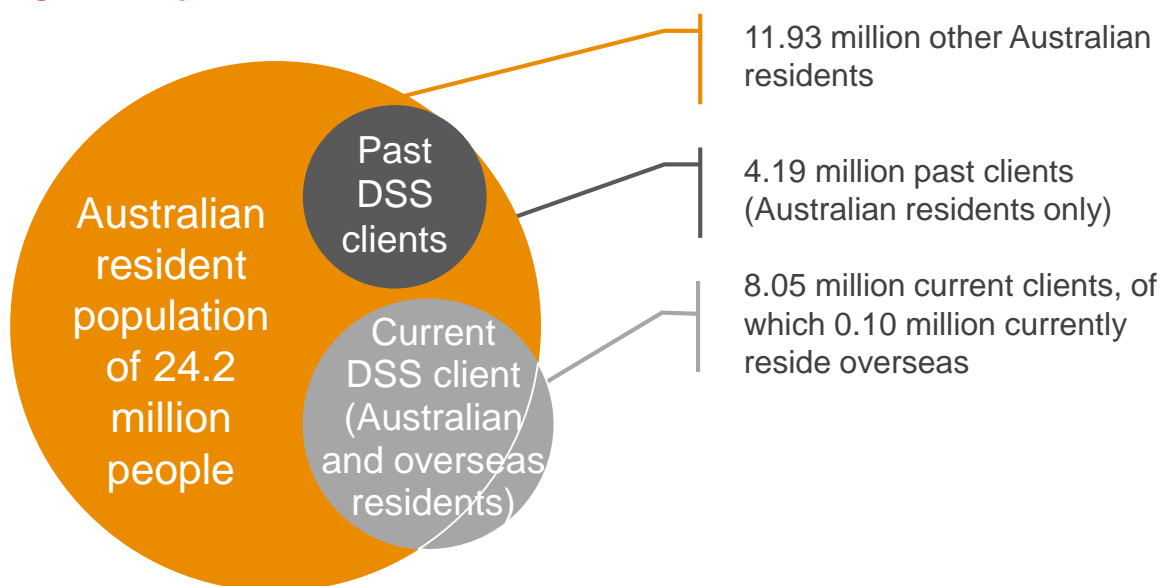 Australian
resident
population
of 24.2
million
people
Past
DSS
clients
Current
DSS client
(Australian
and overseas
residents)
11.93 million other Australian
residents
4.19 million past clients
(Australian residents only)
8.05 million current clients, of
which 0.10 million currently
reside overseas